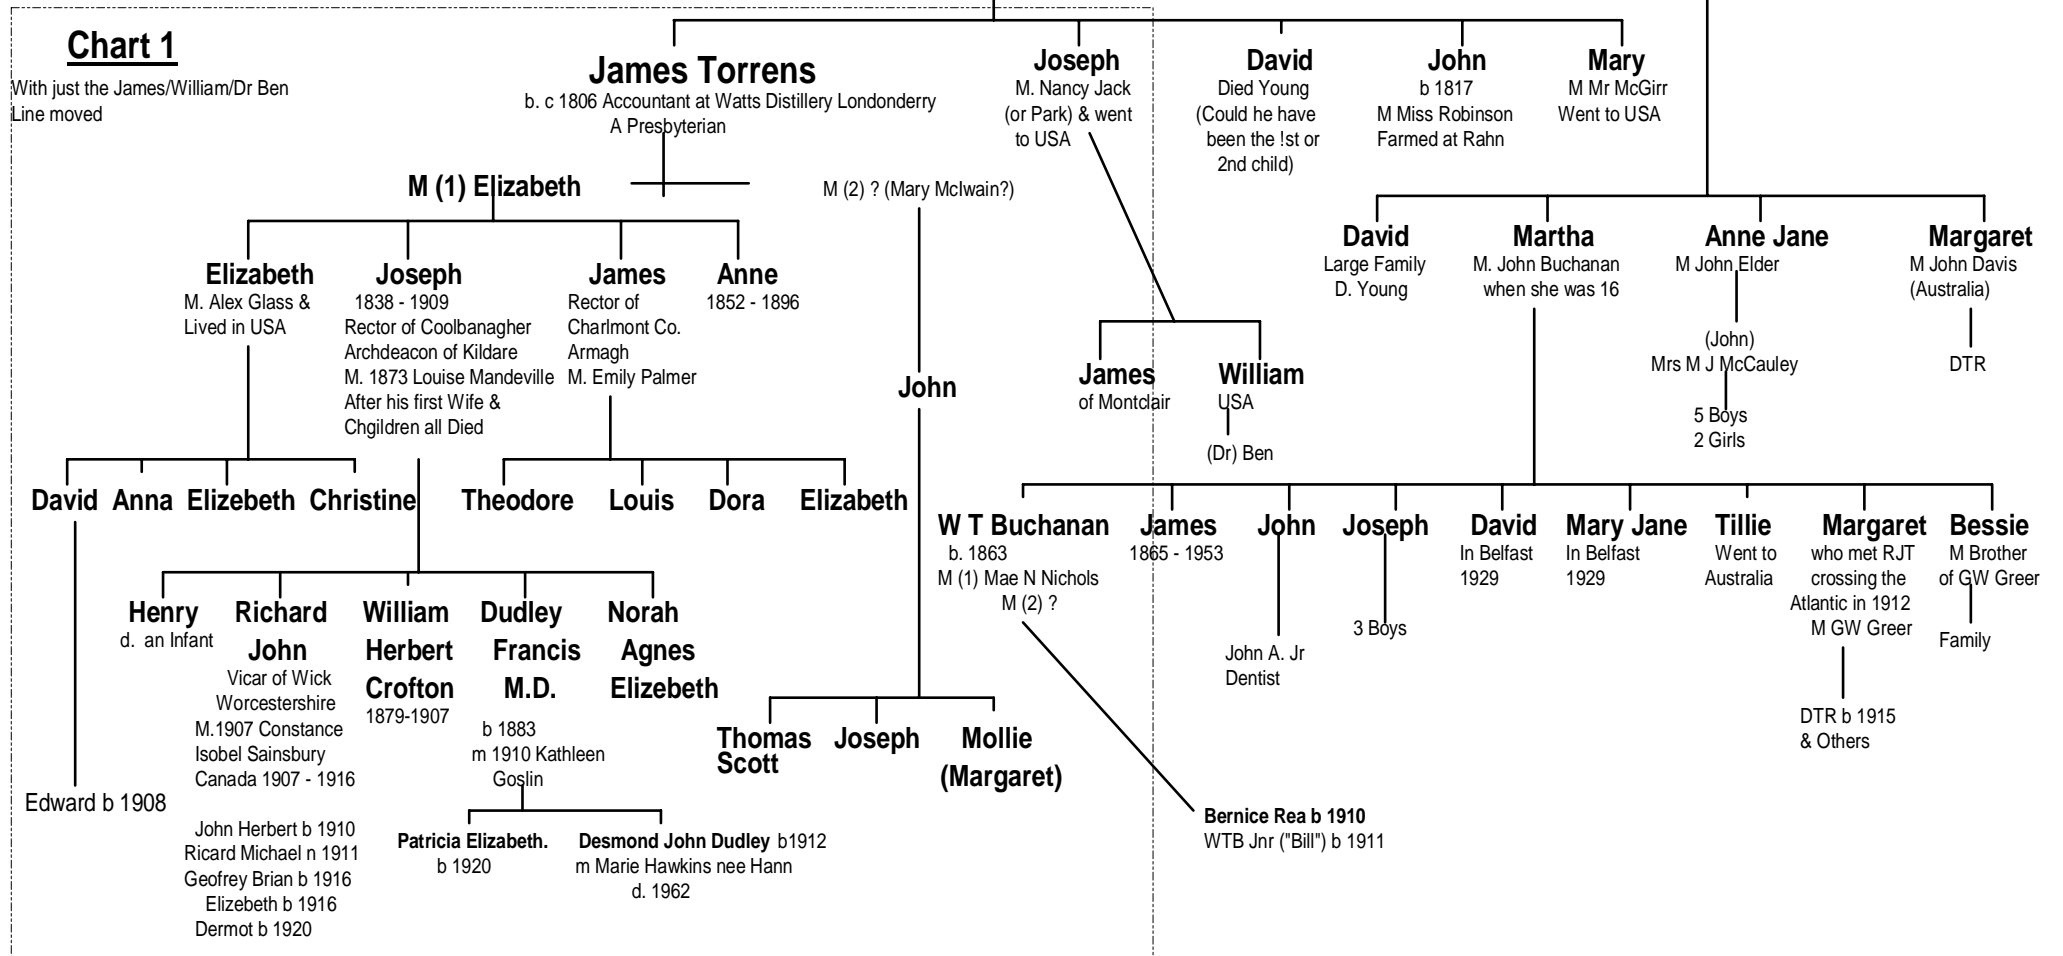 Chart 1
With just the James/William/Dr Ben
Line moved
James Torrens
b. c 1806 Accountant at Watts Distillery Londonderry
A Presbyterian
Joseph
M. Nancy Jack
(or Park) & went
to USA
David
Died Young
(Could he have
been the !st or
2nd child)
John
b 1817
M Miss Robinson
Farmed at Rahn
Mary
M Mr McGirr
Went to USA
M (1) Elizabeth
M (2) ? (Mary McIwain?)
Elizabeth
M. Alex Glass &
Lived in USA
Joseph
1838 - 1909
Rector of Coolbanagher
Archdeacon of Kildare
M. 1873 Louise Mandeville
After his first Wife &
Chgildren all Died
James
Rector of
Charlmont Co.
Armagh
M. Emily Palmer
Anne
1852 - 1896
John
James
of Montclair
William
USA
(Dr) Ben
David
Large Family
D. Young
Martha
M. John Buchanan
when she was 16
Anne Jane
M John Elder
(John)
Mrs M J McCauley
5 Boys
2 Girls
Margaret
M John Davis
(Australia)
DTR
David
Anna
Elizebeth
Christine
Theodore
Louis
Dora
Elizabeth
W T Buchanan
b. 1863
M (1) Mae N Nichols
M (2) ?
James
1865 - 1953
John
John A. Jr
Dentist
Joseph
3 Boys
David
In Belfast
1929
Mary Jane
In Belfast
1929
Tillie
Went to
Australia
Margaret
who met RJT
crossing the
Atlantic in 1912
M GW Greer
DTR b 1915
& Others
Bessie
M Brother
of GW Greer
Family
Henry
d. an Infant
Richard
John
Vicar of Wick
Worcestershire
M.1907 Constance
Isobel Sainsbury
Canada 1907 - 1916
John Herbert b 1910
Ricard Michael n 1911
Geofrey Brian b 1916
Elizebeth b 1916
Dermot b 1920
William
Herbert
Crofton
1879-1907
Dudley
Francis
M.D.
b 1883
m 1910 Kathleen
Goslin
Norah
Agnes
Elizebeth
Thomas
Scott
Joseph
Mollie
(Margaret)
Edward b 1908
Patricia Elizabeth.
b 1920
Desmond John Dudley b1912
m Marie Hawkins nee Hann
d. 1962
Bernice Rea b 1910
WTB Jnr ("Bill") b 1911